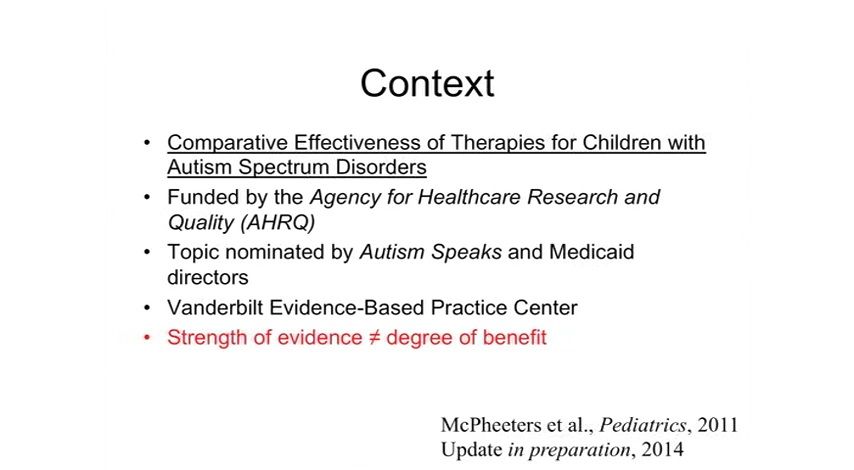 Context
• Comparative Effectiveness of Therapies for Children with
Autism Spectrum Disorders
• Funded by the Agency for Healthcare Research and
Quality (AHRQ)
• Topic nominated by Autism Speaks and Medicaid
directors
• Vanderbilt Evidence-Based Practice Center
• Strength of evidence ≠ degree of benefit
McPheeters et al., Pediatrics, 2011
Update in preparation, 2014